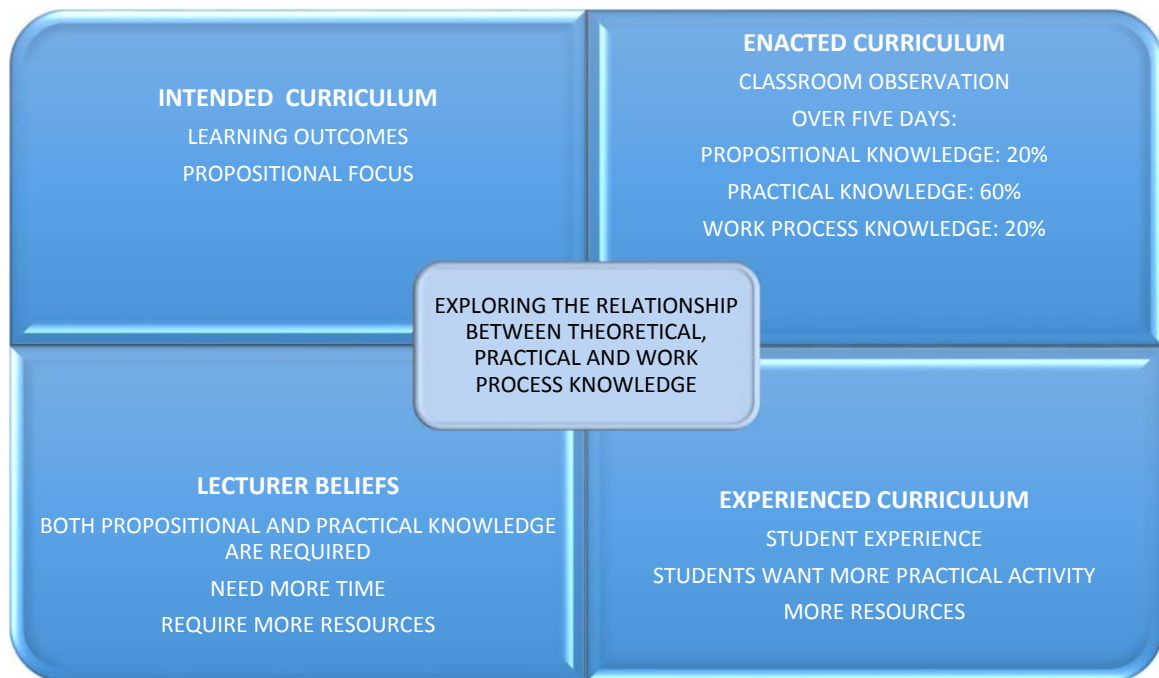 INTENDED CURRICULUM
LEARNING OUTCOMES
PROPOSITIONAL FOCUS
ENACTED CURRICULUM
CLASSROOM OBSERVATION
OVER FIVE DAYS:
PROPOSITIONAL KNOWLEDGE: 20%
PRACTICAL KNOWLEDGE: 60%
WORK PROCESS KNOWLEDGE: 20%
EXPLORING THE RELATIONSHIP
BETWEEN THEORETICAL,
PRACTICAL AND WORK
PROCESS KNOWLEDGE
LECTURER BELIEFS
BOTH PROPOSITIONAL AND PRACTICAL KNOWLEDGE
ARE REQUIRED
NEED MORE TIME
REQUIRE MORE RESOURCES
EXPERIENCED CURRICULUM
STUDENT EXPERIENCE
STUDENTS WANT MORE PRACTICAL ACTIVITY
MORE RESOURCES